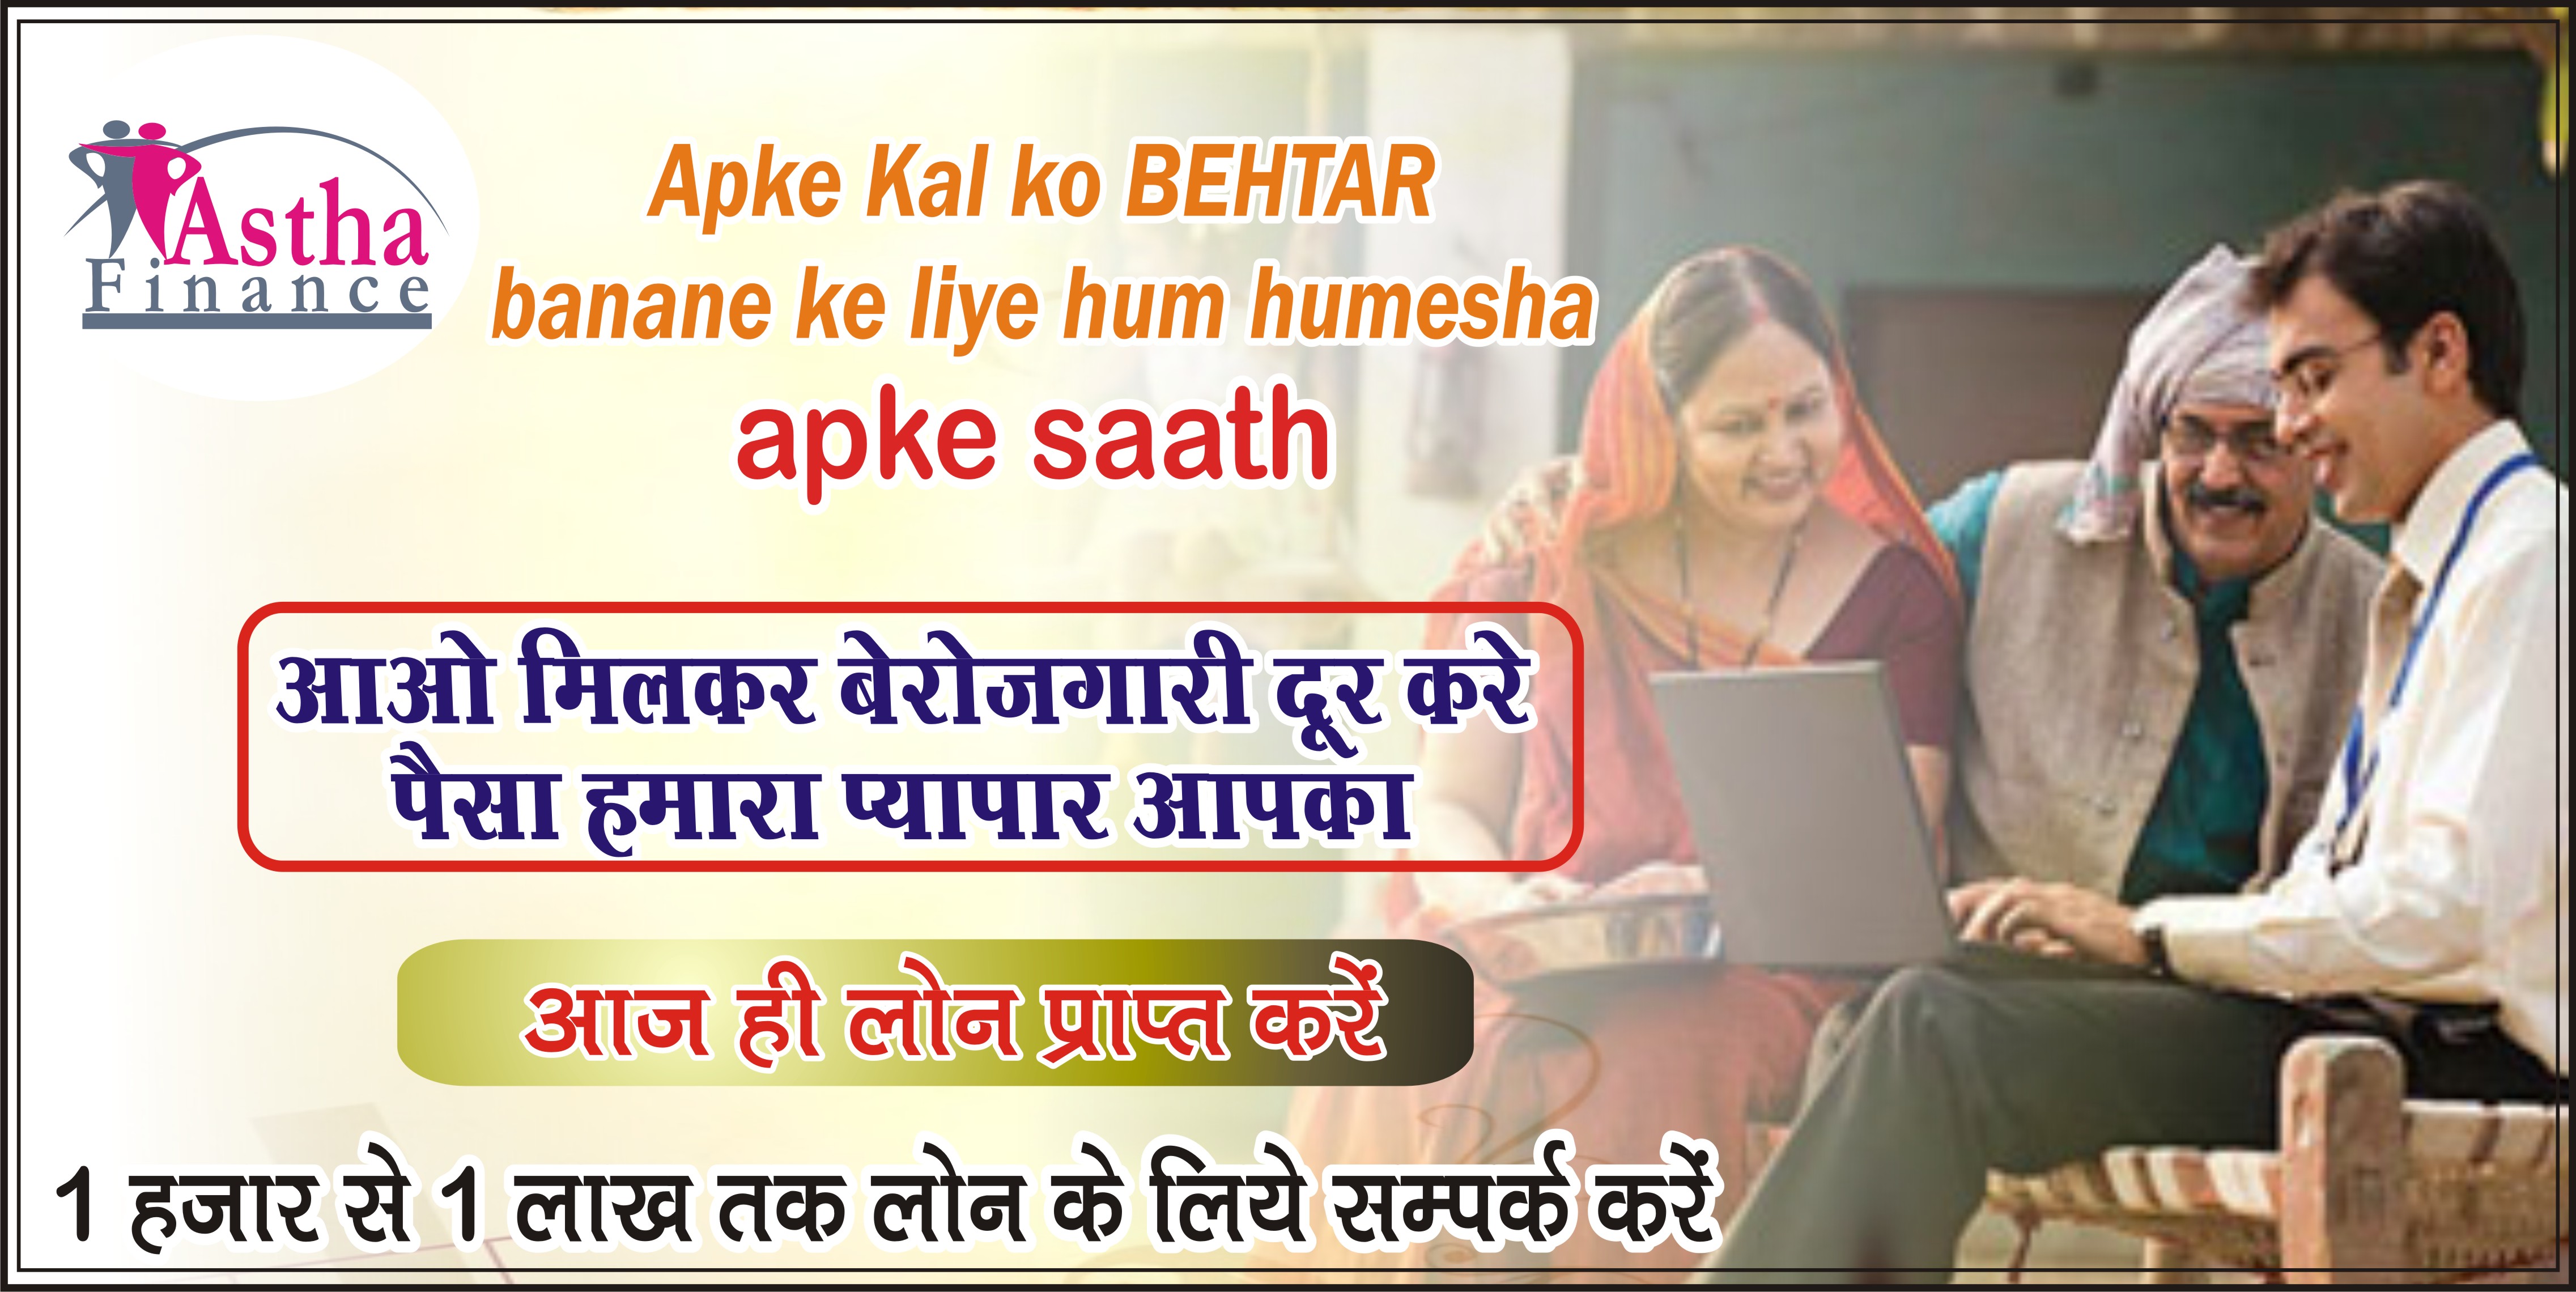 Astha
Finance
Apke Kal ko BEHTAR
banane ke liye hum humesha
apke saath
आओ मिलकर बेरोजगारी दूर करे
पैसा हमारा प्यापार आपका
आज ही लोन प्राप्त करें
1 हजार से 1 लाख तक लोन के लिये सम्पर्क करें